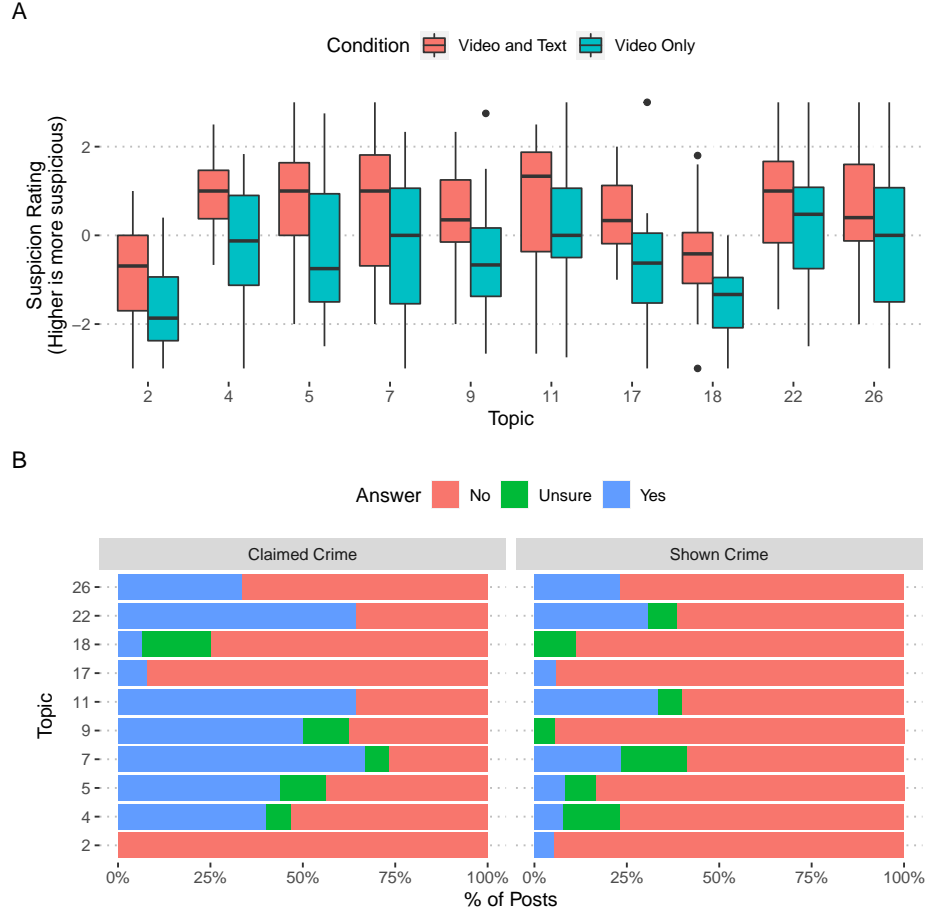 A
Condition Video and Text Video Only
Suspicion Rating
(Higher is more suspicious)
2
0
−2
2 4 5 7 9 11 17 18 22 26
Topic
B
Answer No Unsure Yes
Claimed Crime Shown Crime
Topic
26
22
18
17
11
9
7
5
4
2
0% 25% 50% 75% 100% 0% 25% 50% 75% 100%
% of Posts